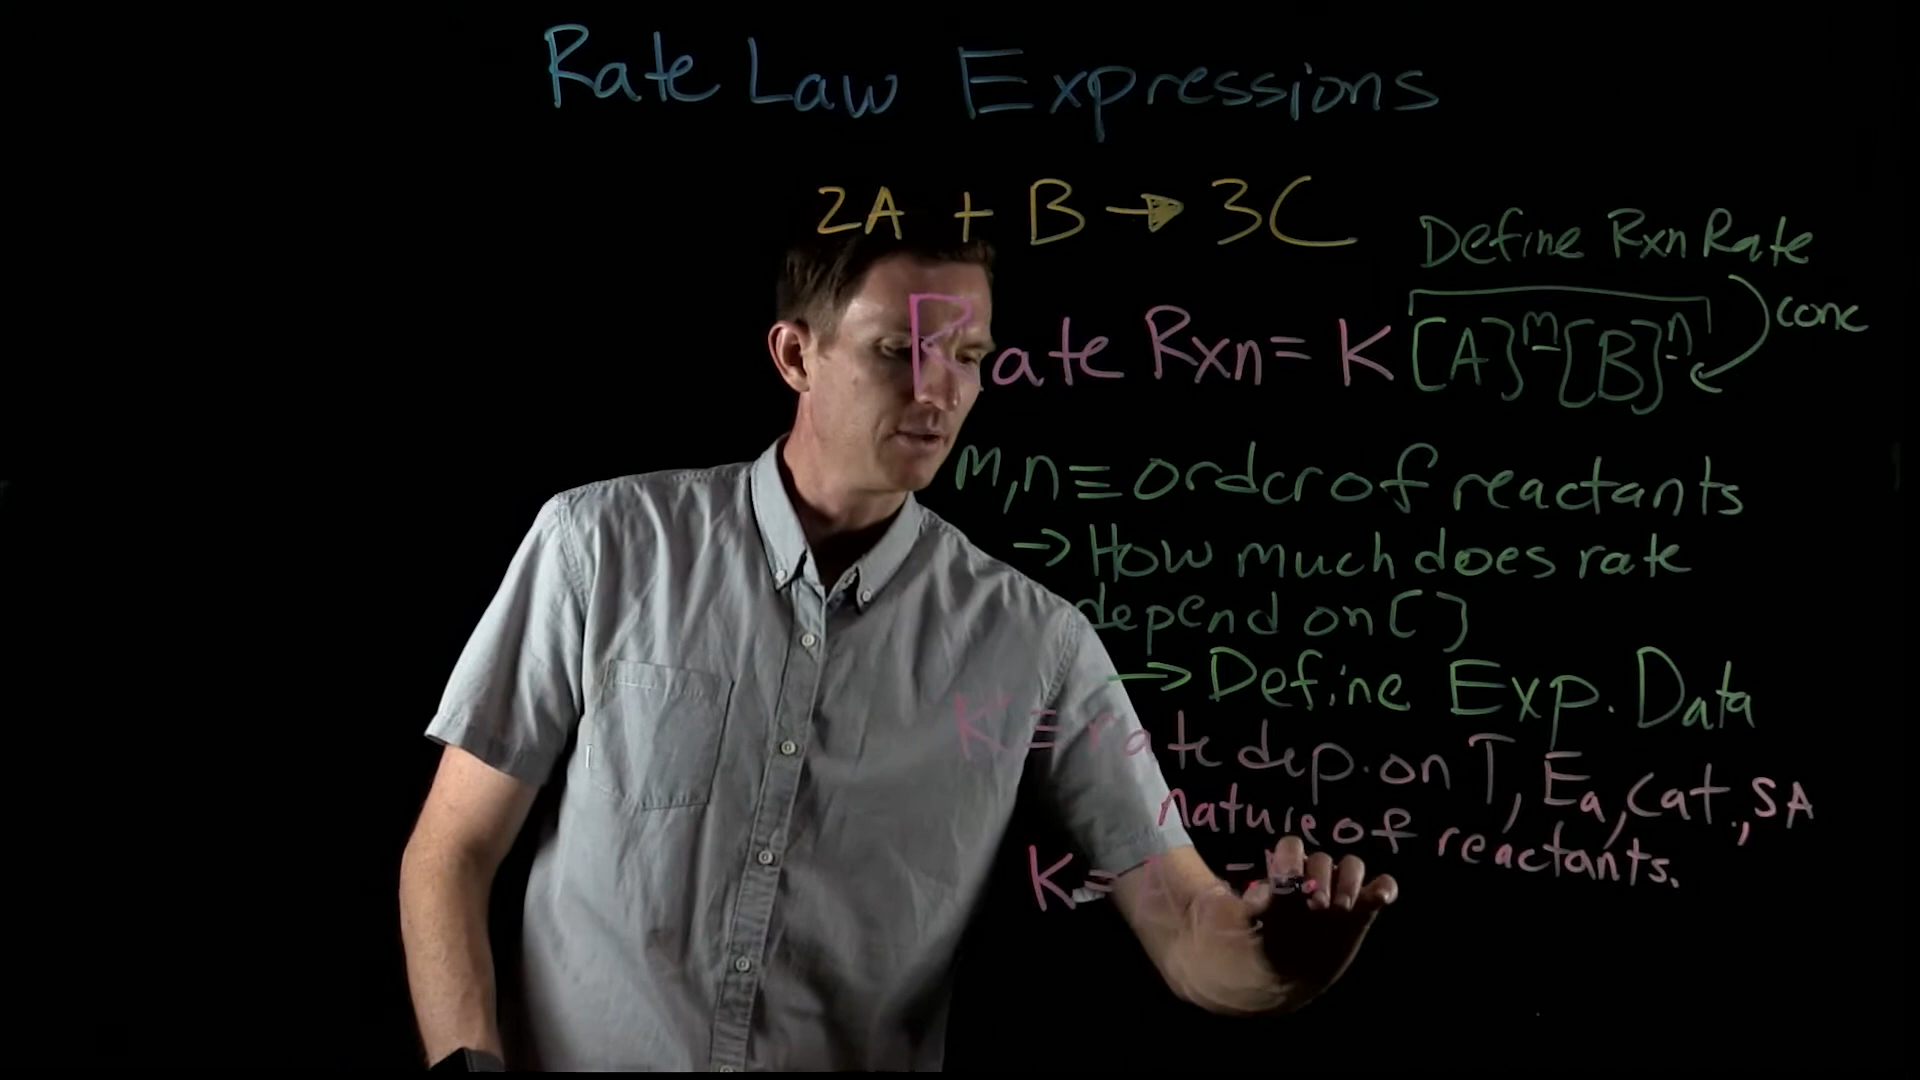 Rate Law Expressions
2A + B → 3C
Define Rxn Rate
conc
Rate Rxn = K [A]^m [B]^n
m,n ≡ order of reactants
→ How much does rate
depend on [ ]
→ Define Exp. Data
K ≡ rate dep. on T, Ea, Cat., SA
nature of reactants.
K =